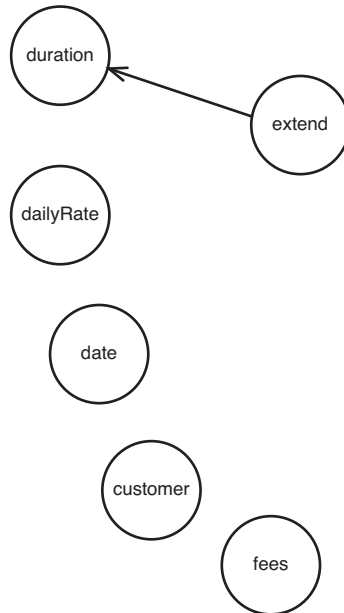 duration
extend
dailyRate
date
customer
fees